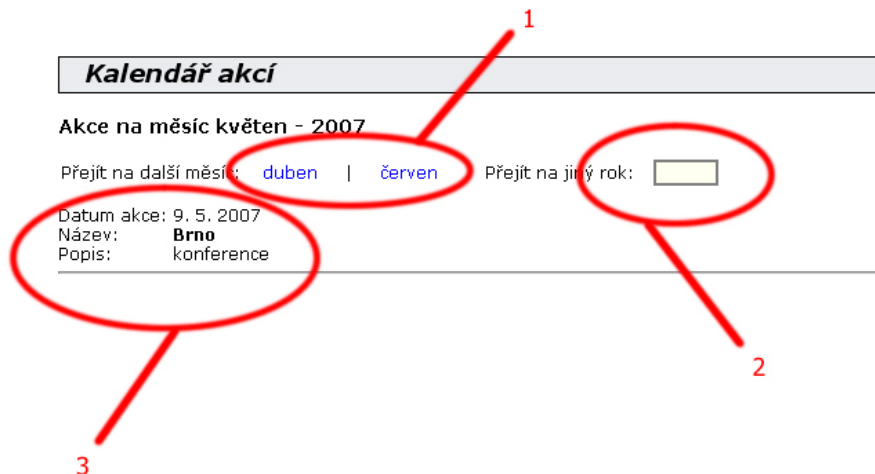 1
Kalendář akcí
Akce na měsíc květen - 2007
Přejít na další měsíc: duben | červen Přejít na jiný rok:
Datum akce: 9. 5. 2007
Název: Brno
Popis: konference
2
3